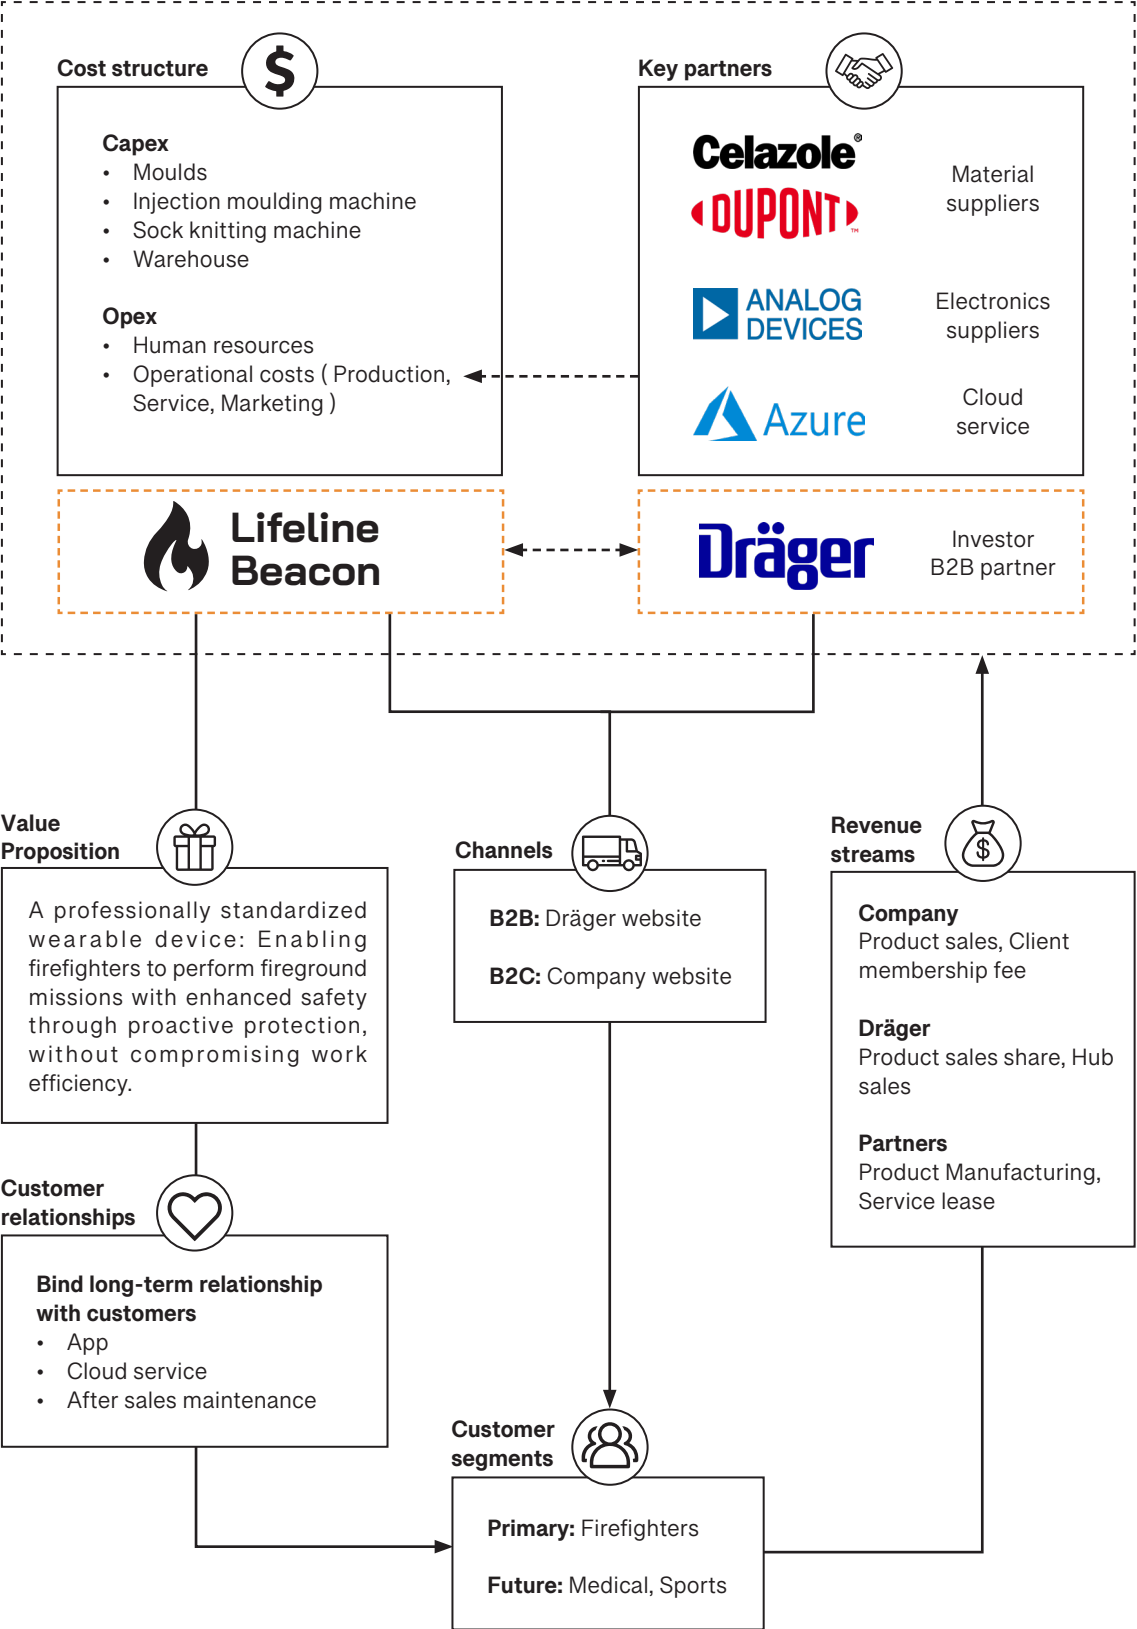 Cost structure
$
Capex
• Moulds
• Injection moulding machine
• Sock knitting machine
• Warehouse
Opex
• Human resources
• Operational costs ( Production,
Service, Marketing )
Key partners
Celazole®
DUPONT™
Material
suppliers
ANALOG
DEVICES
Electronics
suppliers
Azure
Cloud
service
Lifeline
Beacon
Dräger
Investor
B2B partner
Value
Proposition
A professionally standardized
wearable device: Enabling
firefighters to perform fireground
missions with enhanced safety
through proactive protection,
without compromising work
efficiency.
Customer
relationships
Bind long-term relationship
with customers
• App
• Cloud service
• After sales maintenance
Channels
B2B: Dräger website
B2C: Company website
Customer
segments
Primary: Firefighters
Future: Medical, Sports
Revenue
streams
$
Company
Product sales, Client
membership fee
Dräger
Product sales share, Hub
sales
Partners
Product Manufacturing,
Service lease